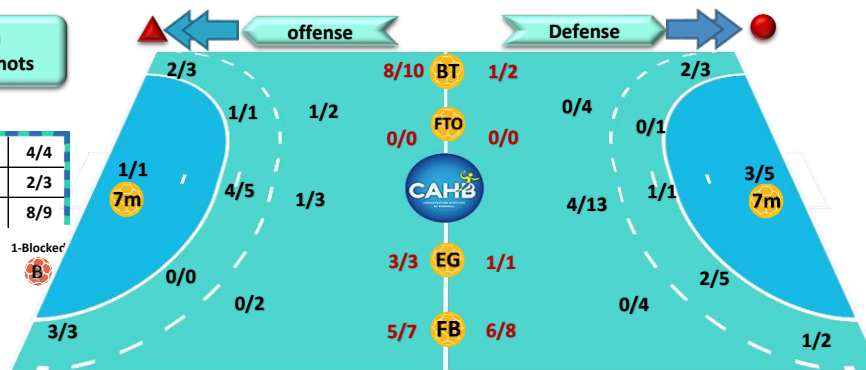 hots
offense
Defense
2/3
8/10
BT
1/2
2/3
1/1
1/2
0/4
FTO
0/1
0/0
0/0
4/4
2/3
8/9
1/1
7m
4/5
1/3
CAHB
4/13
1/1
3/5
7m
1-Blocked
B
0/0
3/3
EG
1/1
2/5
0/2
0/4
3/3
5/7
FB
6/8
1/2